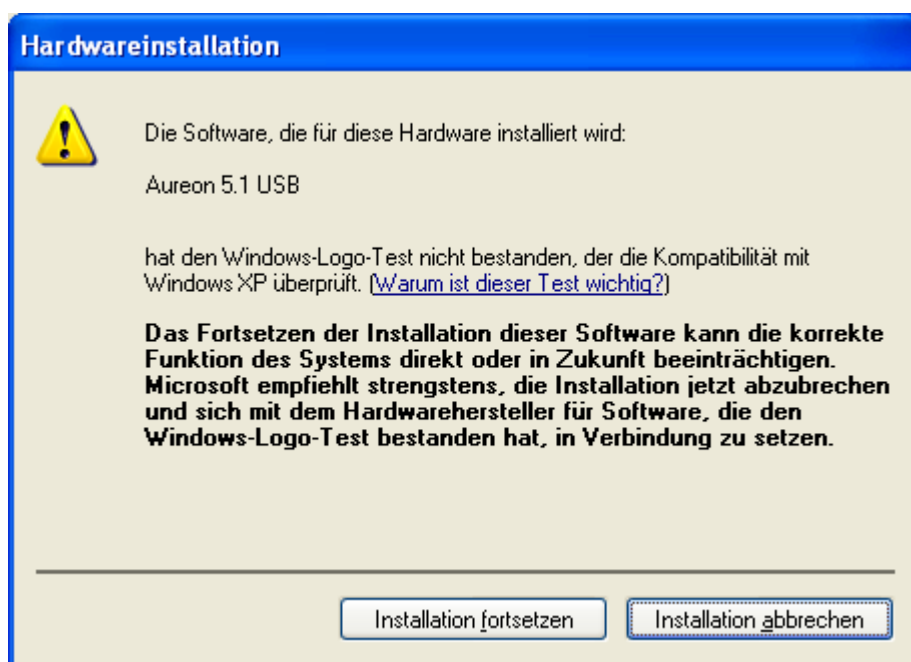 Hardwareinstallation
Die Software, die für diese Hardware installiert wird:
Aureon 5.1 USB
hat den Windows-Logo-Test nicht bestanden, der die Kompatibilität mit
Windows XP überprüft. (Warum ist dieser Test wichtig?)
Das Fortsetzen der Installation dieser Software kann die korrekte
Funktion des Systems direkt oder in Zukunft beeinträchtigen.
Microsoft empfiehlt strengstens, die Installation jetzt abzubrechen
und sich mit dem Hardwarehersteller für Software, die den
Windows-Logo-Test bestanden hat, in Verbindung zu setzen.
Installation fortsetzen
Installation abbrechen